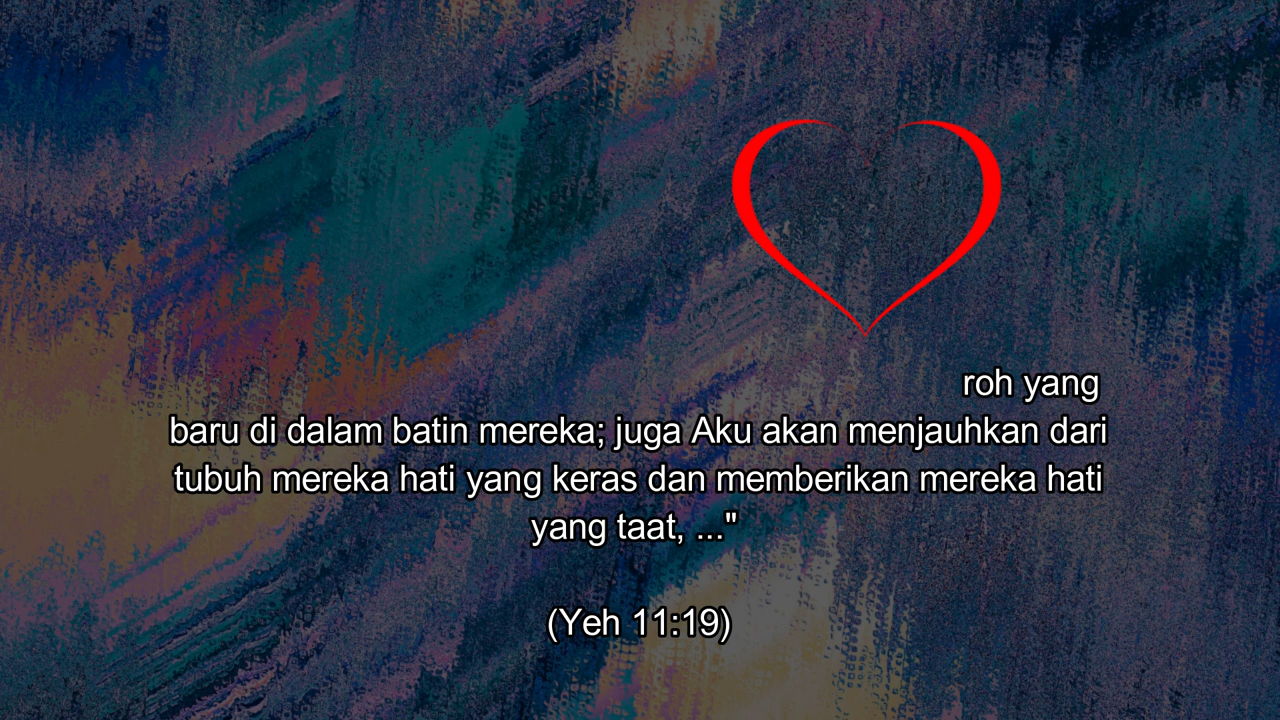 roh yang
baru di dalam batin mereka; juga Aku akan menjauhkan dari
tubuh mereka hati yang keras dan memberikan mereka hati
yang taat, ..."
(Yeh 11:19)